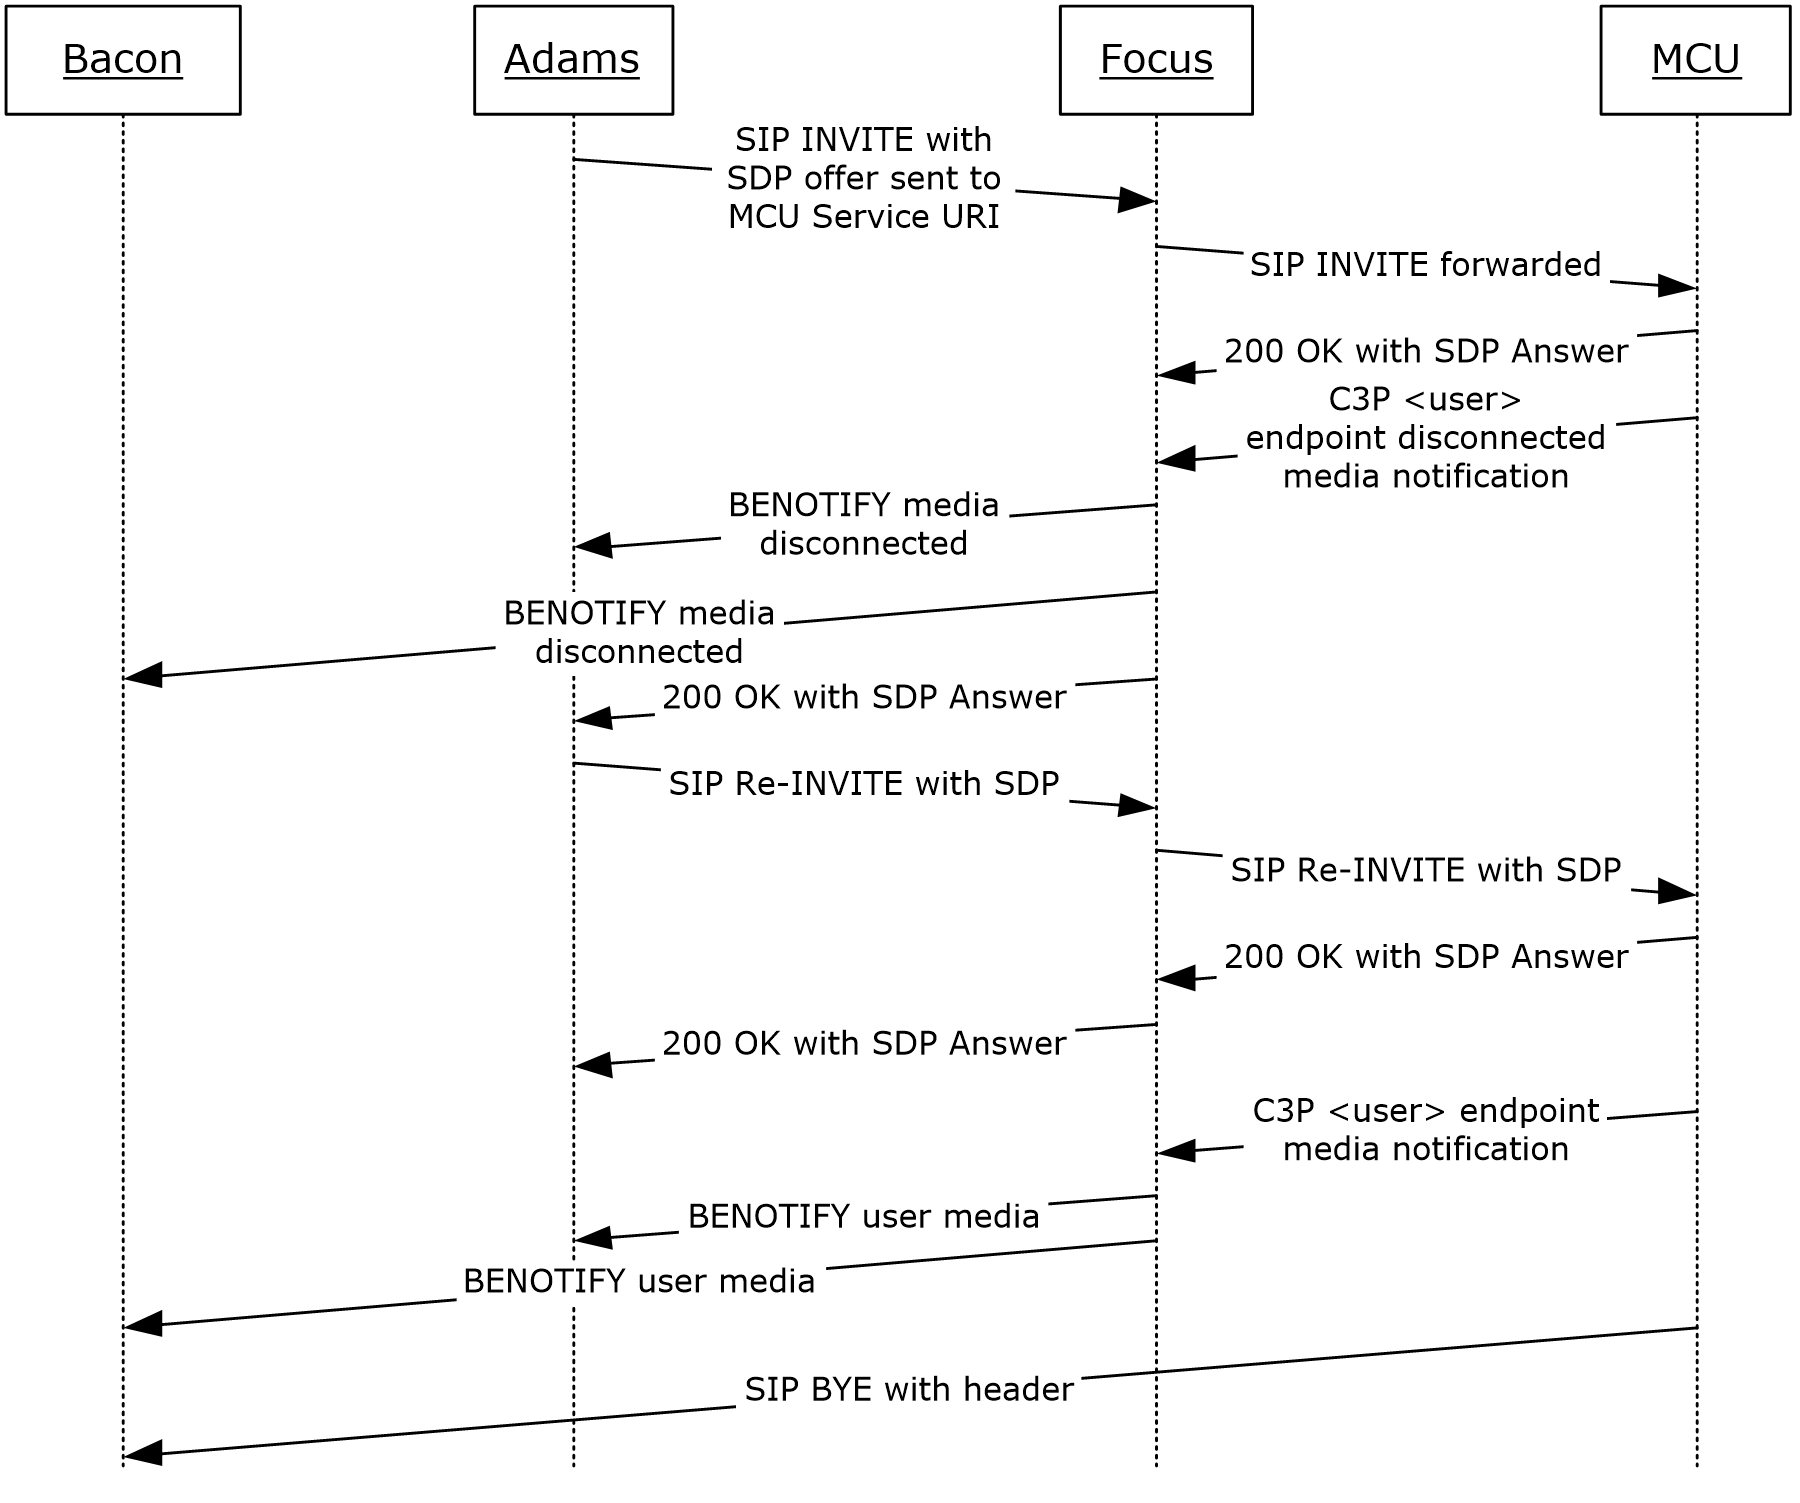 Bacon
Adams
Focus
MCU
SIP INVITE with
SDP offer sent to
MCU Service URI
SIP INVITE forwarded
200 OK with SDP Answer
C3P <user>
endpoint disconnected
media notification
BENOTIFY media
disconnected
BENOTIFY media
disconnected
200 OK with SDP Answer
SIP Re-INVITE with SDP
SIP Re-INVITE with SDP
200 OK with SDP Answer
200 OK with SDP Answer
C3P <user> endpoint
media notification
BENOTIFY user media
BENOTIFY user media
SIP BYE with header